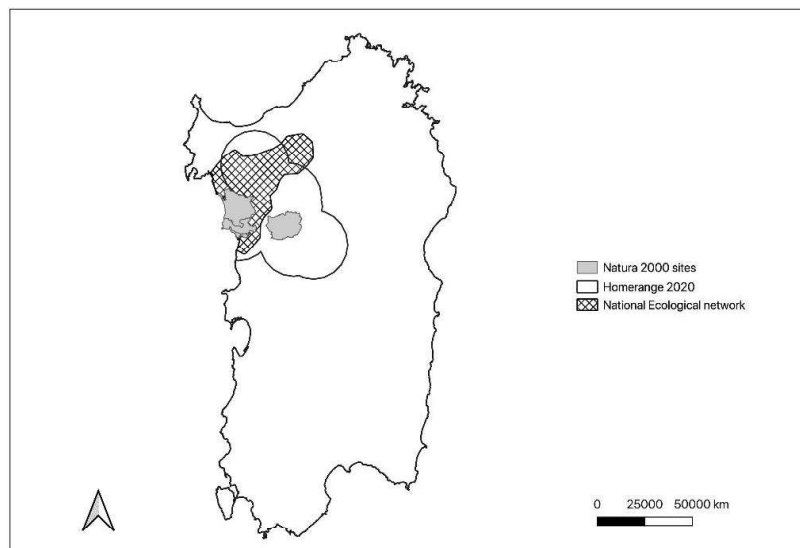 Natura 2000 sites
Homerange 2020
National Ecological network
0 25000 50000 km